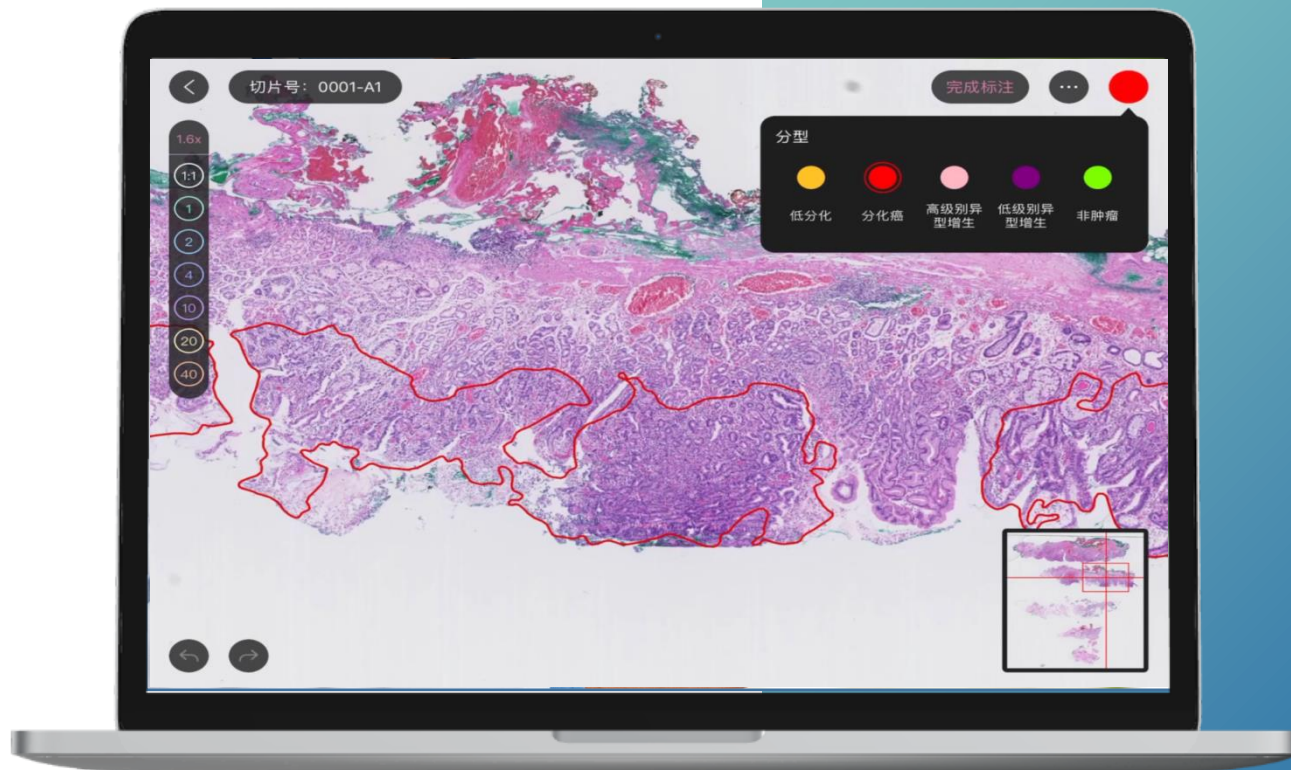 切片号：0001-A1
完成标注
1.6x
1:1
1
2
4
10
20
40
分型
低分化
分化癌
高级别异
型增生
低级别异
型增生
非肿瘤